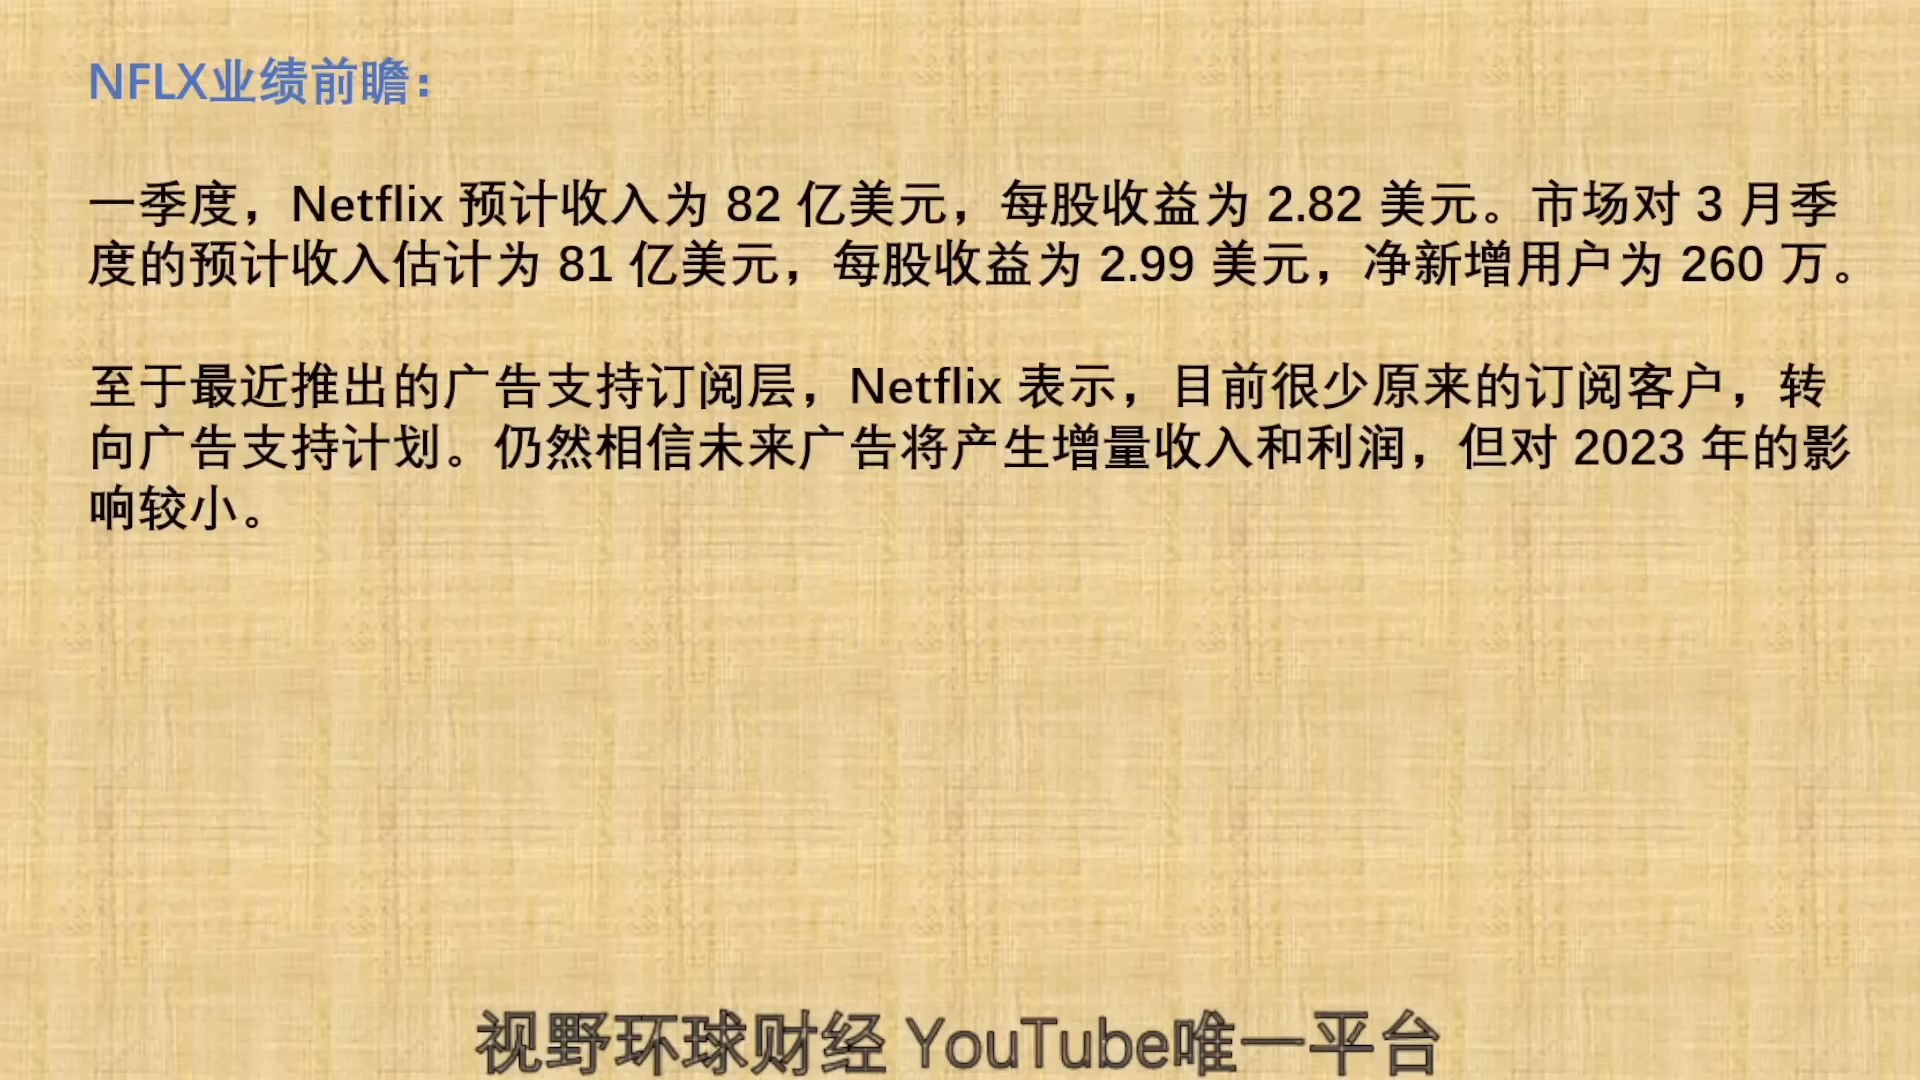 NFLX业绩前瞻：
一季度，Netflix 预计收入为 82 亿美元，每股收益为 2.82 美元。市场对 3 月季
度的预计收入估计为 81 亿美元，每股收益为 2.99 美元，净新增用户为 260 万。
至于最近推出的广告支持订阅层，Netflix 表示，目前很少原来的订阅客户，转
向广告支持计划。仍然相信未来广告将产生增量收入和利润，但对 2023 年的影
响较小。
视野环球财经 YouTube唯一平台